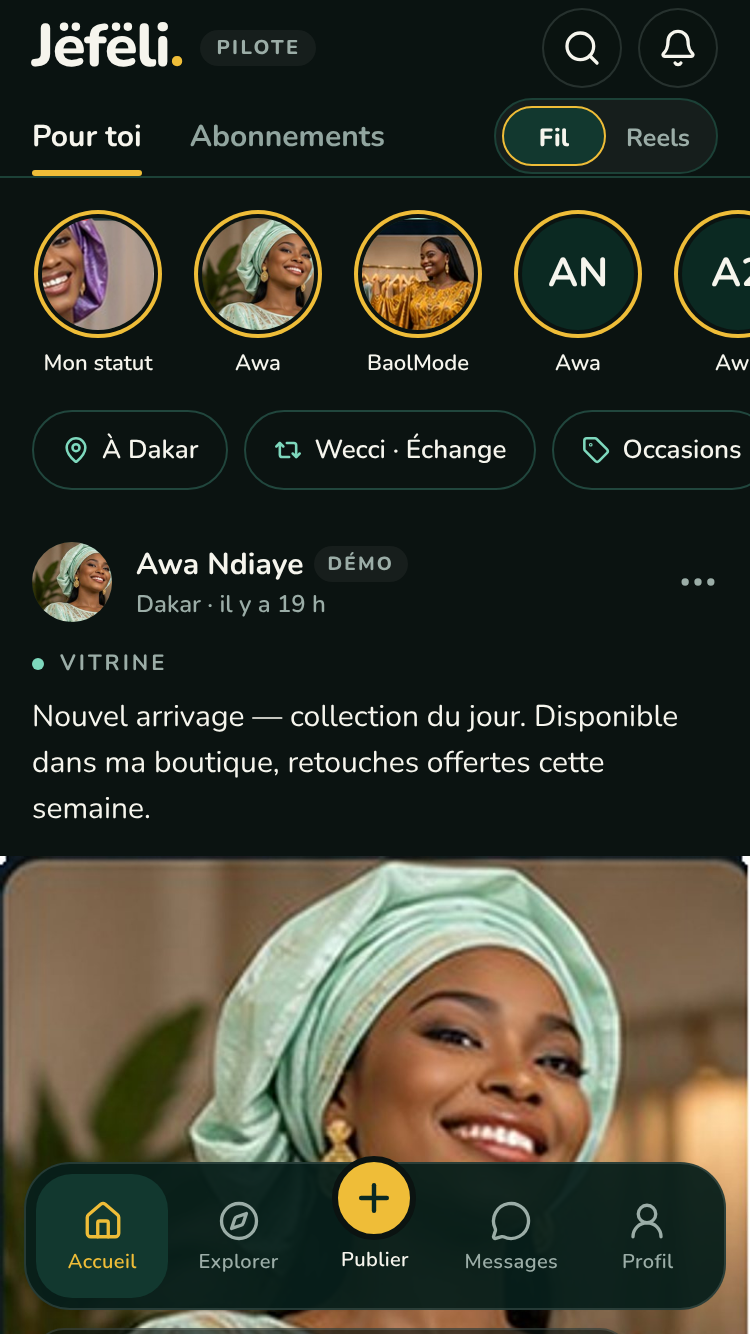 Jëfëli.
PILOTE
Pour toi
Abonnements
Fil
Reels
AN
Mon statut
Awa
BaolMode
Awa
À Dakar
Wecci · Échange
Occasions
Awa Ndiaye
DÉMO
Dakar · il y a 19 h
VITRINE
Nouvel arrivage — collection du jour. Disponible
dans ma boutique, retouches offertes cette
semaine.
Accueil
Explorer
Publier
Messages
Profil